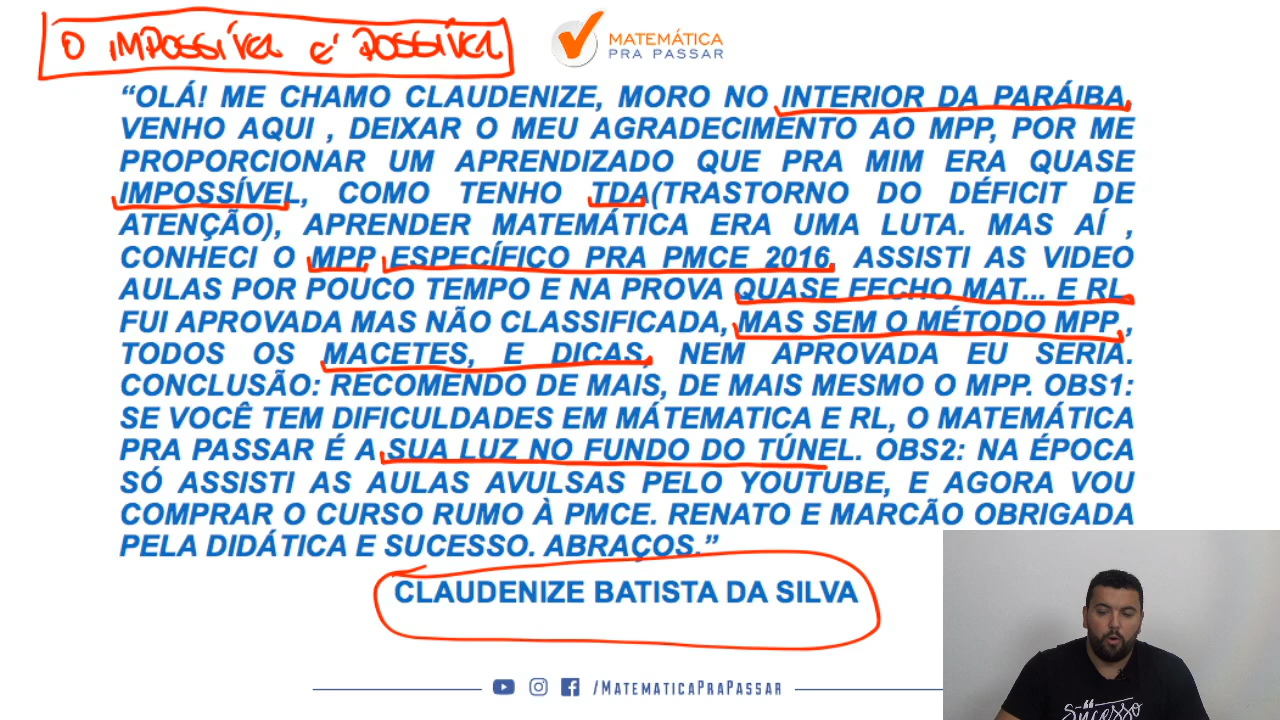 O IMPOSSÍVEL É POSSÍVEL
MATEMÁTICA
PRA PASSAR
“OLÁ! ME CHAMO CLAUDENIZE, MORO NO INTERIOR DA PARÁIBA,
VENHO AQUI , DEIXAR O MEU AGRADECIMENTO AO MPP, POR ME
PROPORCIONAR UM APRENDIZADO QUE PRA MIM ERA QUASE
IMPOSSÍVEL, COMO TENHO TDA(TRASTORNO DO DÉFICIT DE
ATENÇÃO), APRENDER MATEMÁTICA ERA UMA LUTA. MAS AÍ ,
CONHECI O MPP ESPECÍFICO PRA PMCE 2016, ASSISTI AS VIDEO
AULAS POR POUCO TEMPO E NA PROVA QUASE FECHO MAT... E RL,
FUI APROVADA MAS NÃO CLASSIFICADA, MAS SEM O MÉTODO MPP ,
TODOS OS MACETES, E DICAS, NEM APROVADA EU SERIA.
CONCLUSÃO: RECOMENDO DE MAIS, DE MAIS MESMO O MPP. OBS1:
SE VOCÊ TEM DIFICULDADES EM MÁTEMATICA E RL, O MATEMÁTICA
PRA PASSAR É A SUA LUZ NO FUNDO DO TÚNEL. OBS2: NA ÉPOCA
SÓ ASSISTI AS AULAS AVULSAS PELO YOUTUBE, E AGORA VOU
COMPRAR O CURSO RUMO À PMCE. RENATO E MARCÃO OBRIGADA
PELA DIDÁTICA E SUCESSO. ABRAÇOS.”
CLAUDENIZE BATISTA DA SILVA
/MATEMATICAPRAPASSAR
Sucesso